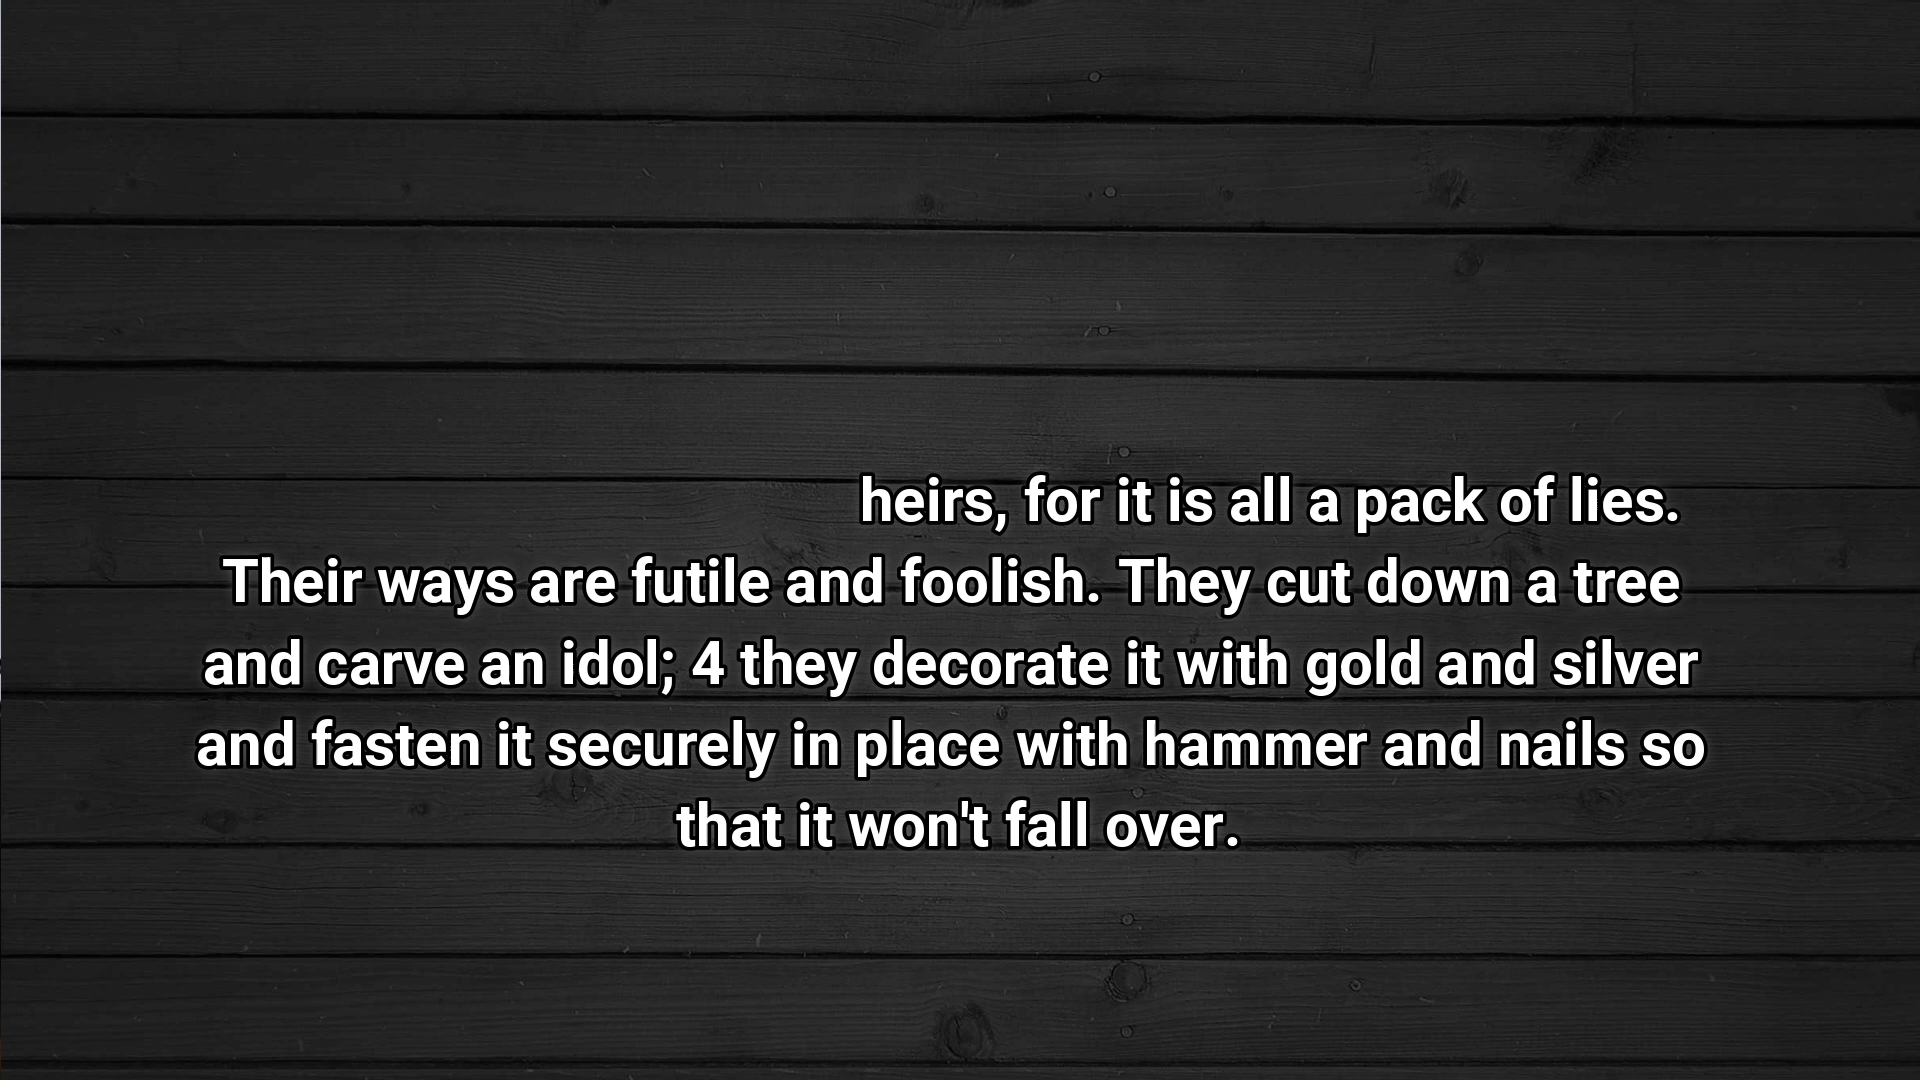 heirs, for it is all a pack of lies.
Their ways are futile and foolish. They cut down a tree
and carve an idol; 4 they decorate it with gold and silver
and fasten it securely in place with hammer and nails so
that it won't fall over.